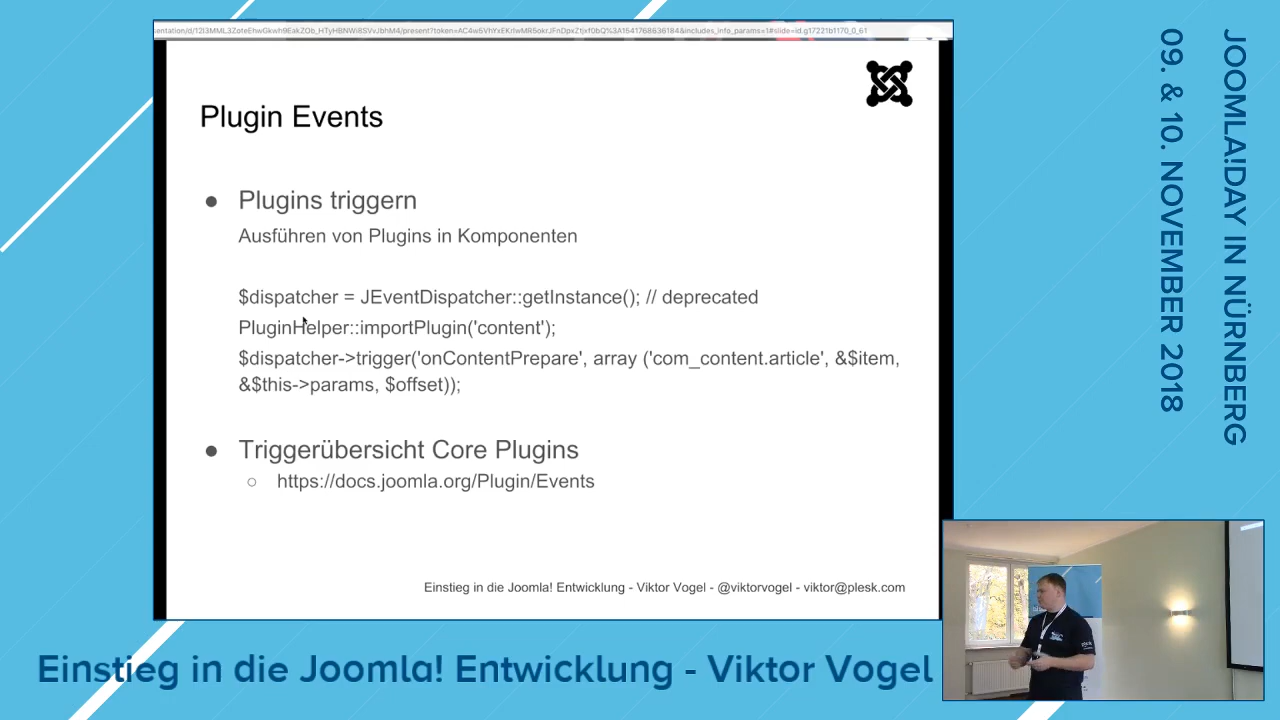 Plugin Events
● Plugins triggern
Ausführen von Plugins in Komponenten
$dispatcher = JEventDispatcher::getInstance(); // deprecated
PluginHelper::importPlugin('content');
$dispatcher->trigger('onContentPrepare', array ('com_content.article', &$item,
&$this->params, $offset));
● Triggerübersicht Core Plugins
○ https://docs.joomla.org/Plugin/Events
Einstieg in die Joomla! Entwicklung - Viktor Vogel - @viktorvogel - viktor@plesk.com
JOOMLA!DAY IN NÜRNBERG
09. & 10. NOVEMBER 2018
Einstieg in die Joomla! Entwicklung - Viktor Vogel